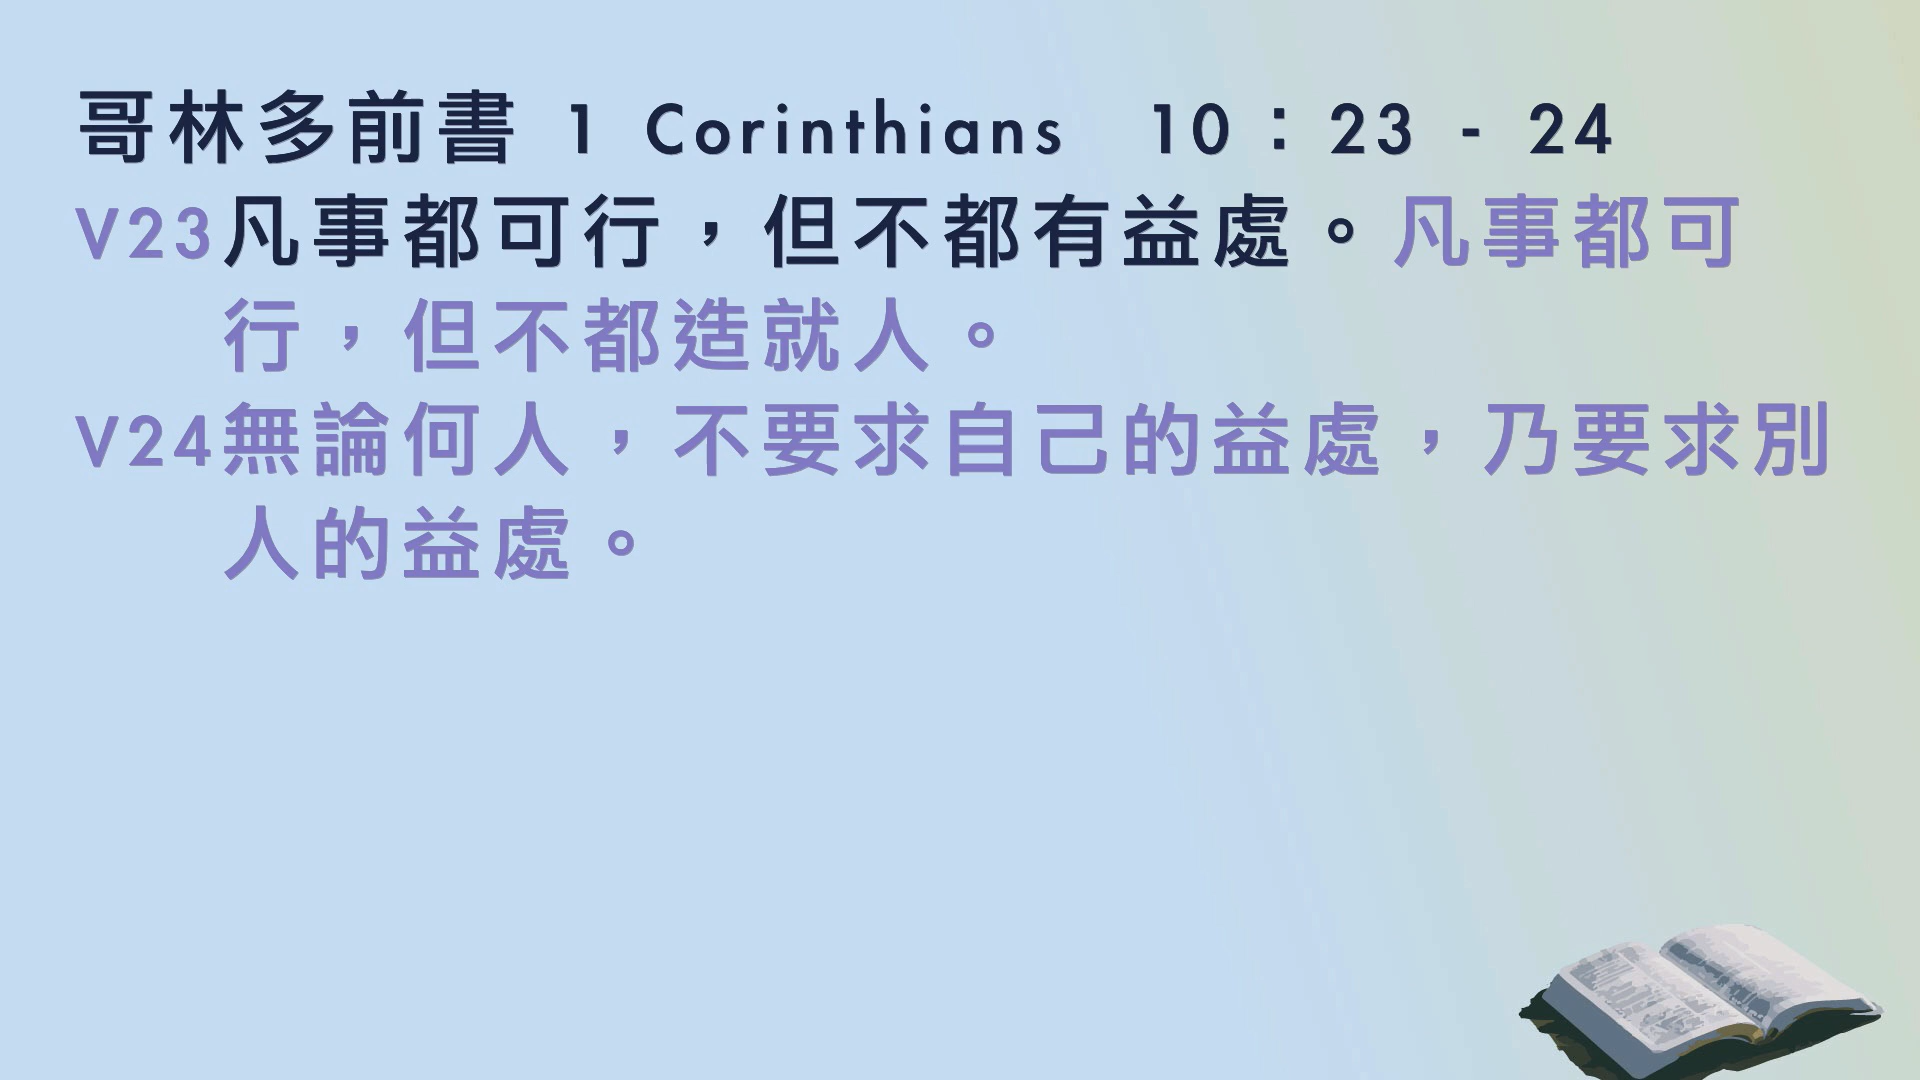 哥林多前書 1 Corinthians 10：23 - 24
V23凡事都可行，但不都有益處。凡事都可
行，但不都造就人。
V24無論何人，不要求自己的益處，乃要求別
人的益處。